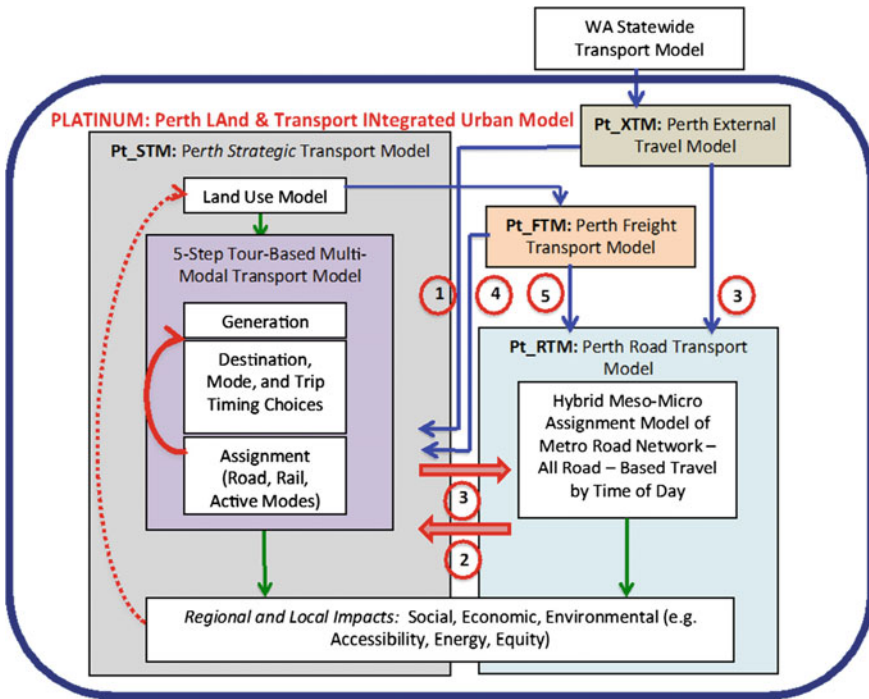 WA Statewide
Transport Model
PLATINUM: Perth LAnd & Transport INtegrated Urban Model
Pt_XTM: Perth External
Travel Model
Pt_STM: Perth Strategic Transport Model
Land Use Model
Pt_FTM: Perth Freight
Transport Model
5-Step Tour-Based Multi-
Modal Transport Model
1
4
5
3
Generation
Destination,
Mode, and Trip
Timing Choices
Assignment
(Road, Rail,
Active Modes)
Pt_RTM: Perth Road Transport
Model
Hybrid Meso-Micro
Assignment Model of
Metro Road Network –
All Road – Based Travel
by Time of Day
3
2
Regional and Local Impacts: Social, Economic, Environmental (e.g.
Accessibility, Energy, Equity)